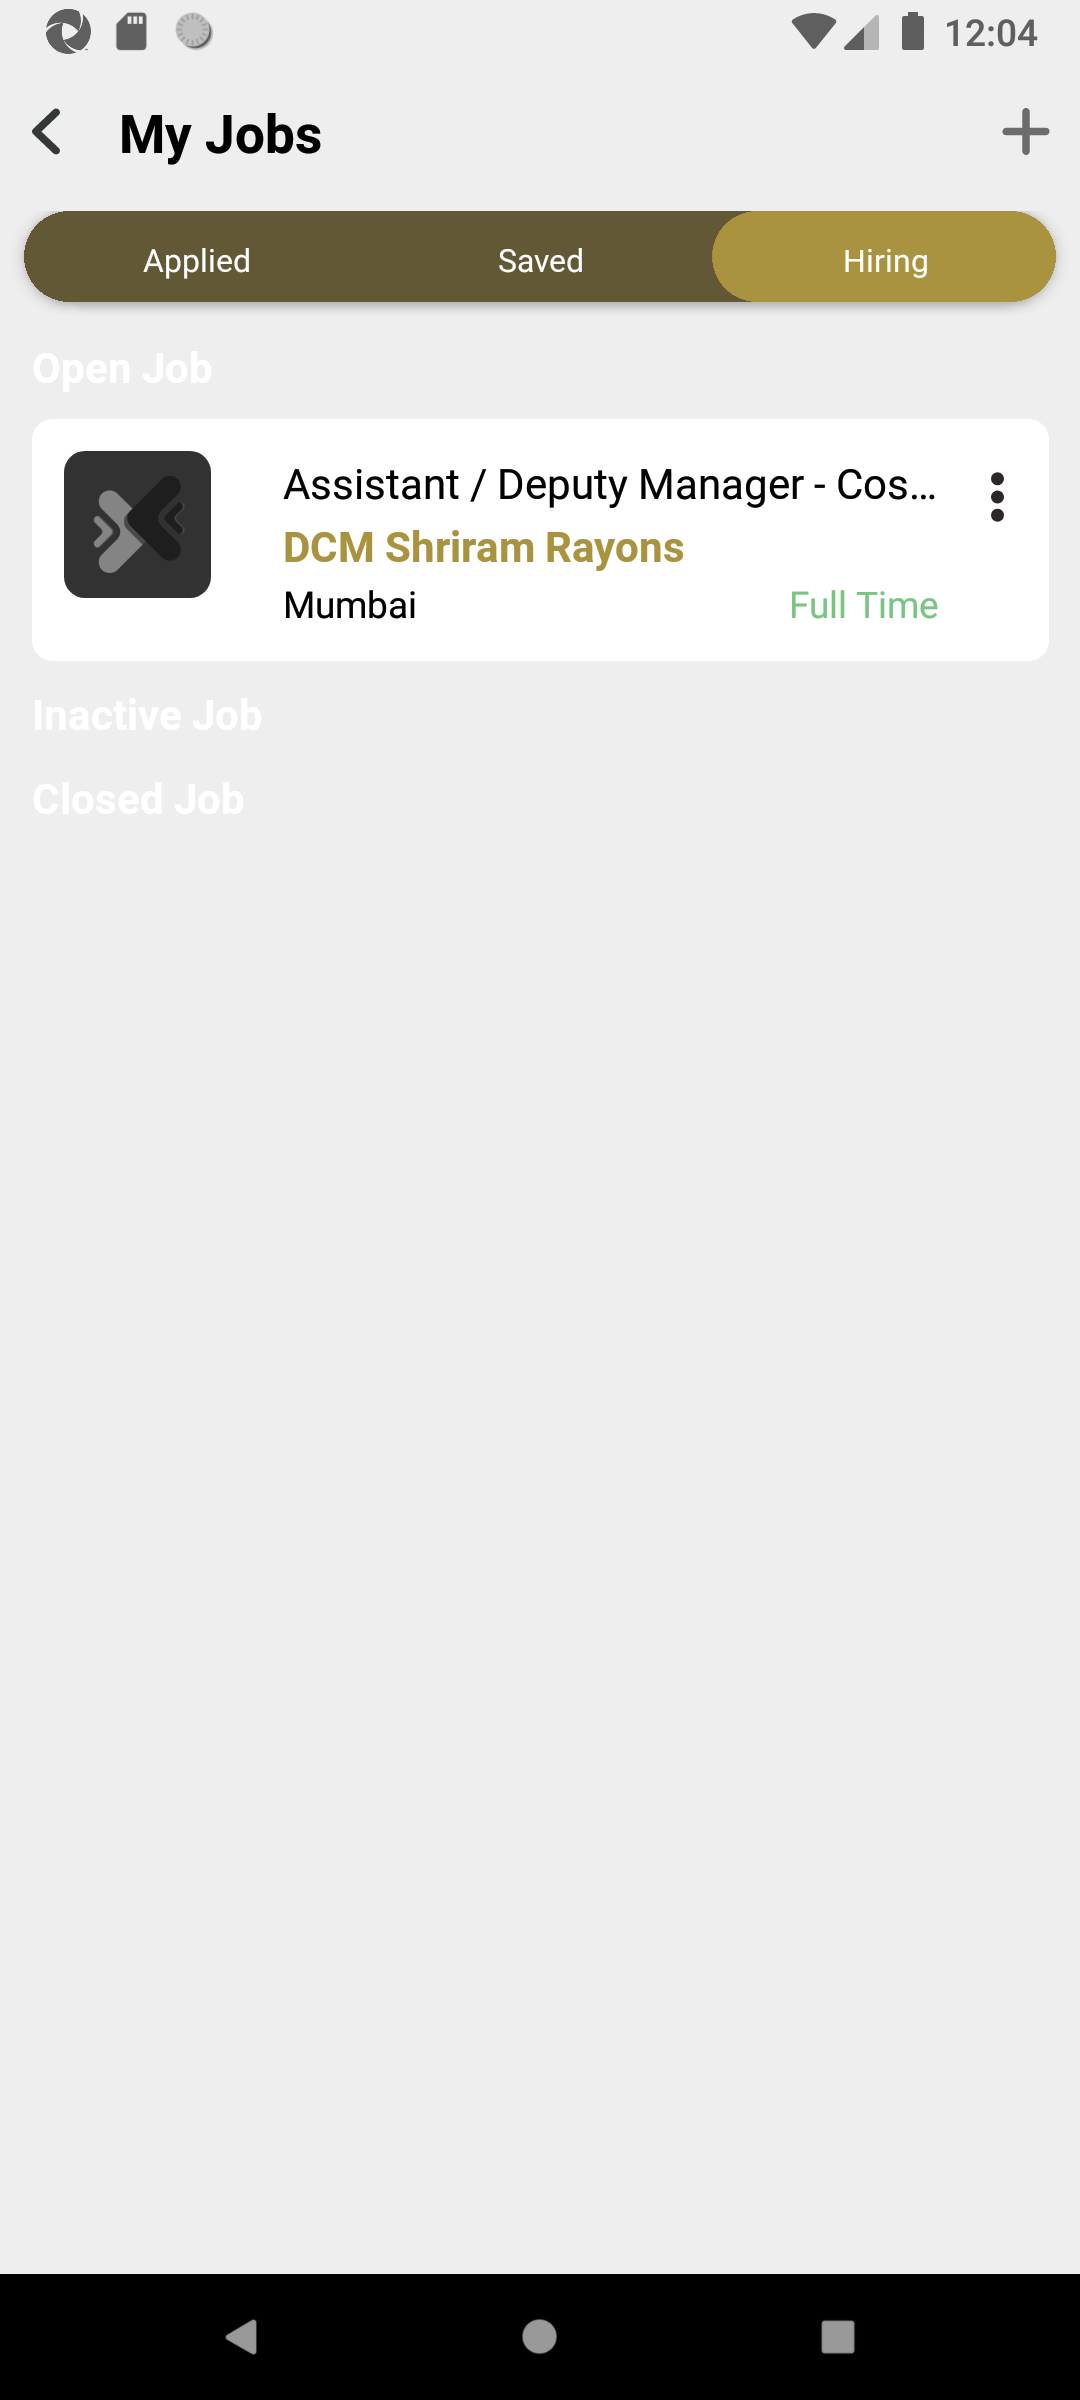 12:04
My Jobs
Applied Saved Hiring
Open Job
Assistant / Deputy Manager - Cos...
DCM Shriram Rayons
Mumbai Full Time
Inactive Job
Closed Job